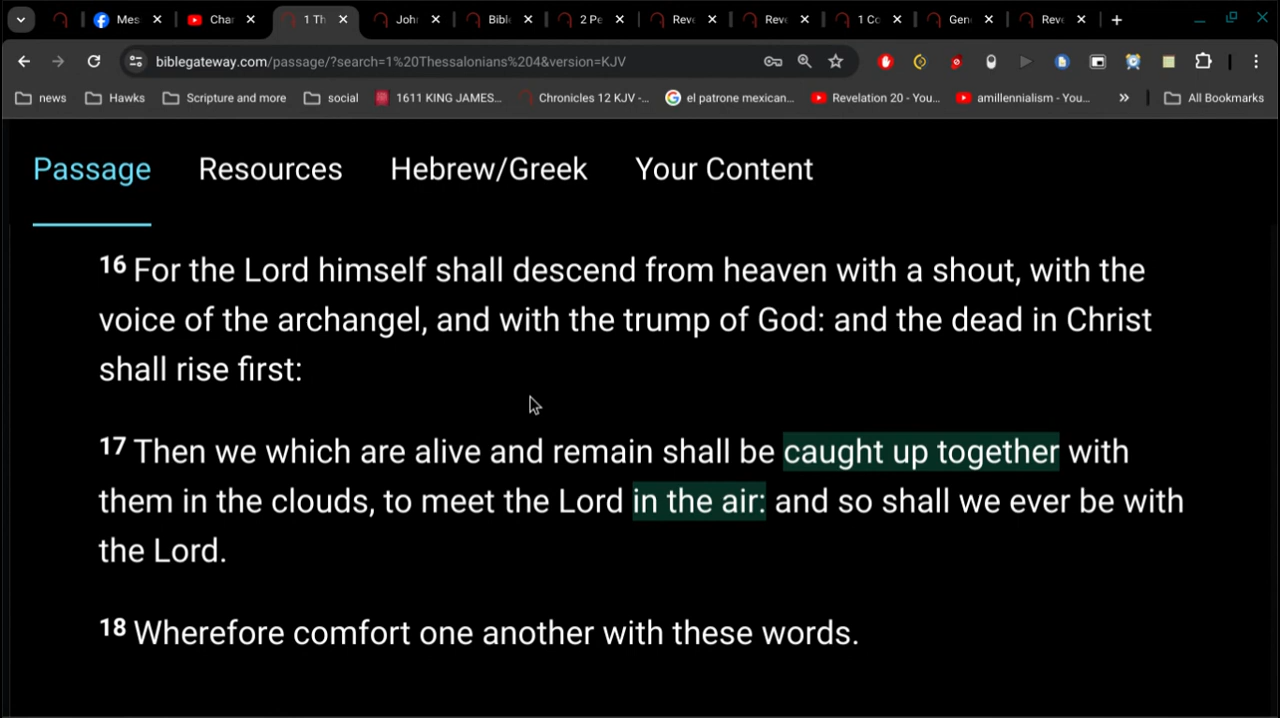 Mes
Cha
1 Th
Joh
Bibl
2 Pe
Reve
Reve
1 Co
Gen
Reve
biblegateway.com/passage/?search=1%20Thessalonians%204&version=KJV
news
Hawks
Scripture and more
social
1611 KING JAMES...
Chronicles 12 KJV -...
el patrone mexican...
Revelation 20 - You...
amillennialism - You...
»
All Bookmarks
Passage Resources Hebrew/Greek Your Content
16 For the Lord himself shall descend from heaven with a shout, with the
voice of the archangel, and with the trump of God: and the dead in Christ
shall rise first:
17 Then we which are alive and remain shall be caught up together with
them in the clouds, to meet the Lord in the air: and so shall we ever be with
the Lord.
18 Wherefore comfort one another with these words.